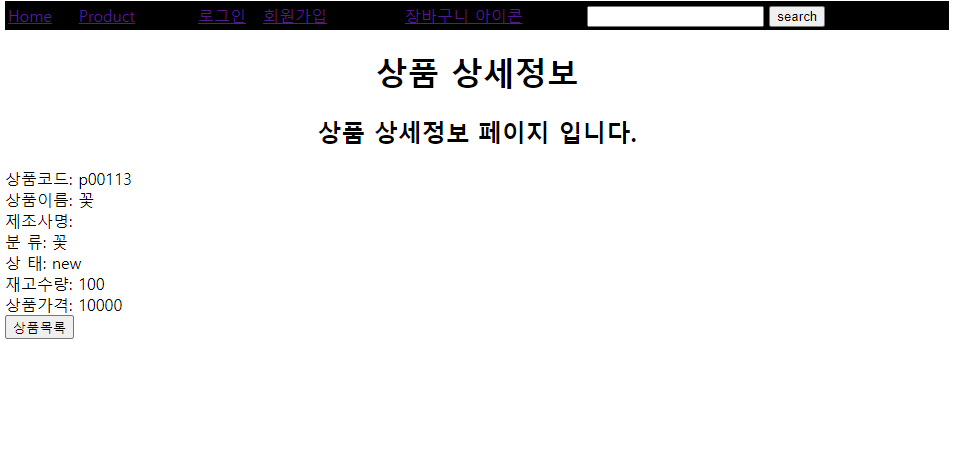 Home Product 로그인 회원가입 장바구니 아이콘 search
상품 상세정보
상품 상세정보 페이지 입니다.
상품코드: p00113
상품이름: 꽃
제조사명:
분 류: 꽃
상 태: new
재고수량: 100
상품가격: 10000
상품목록